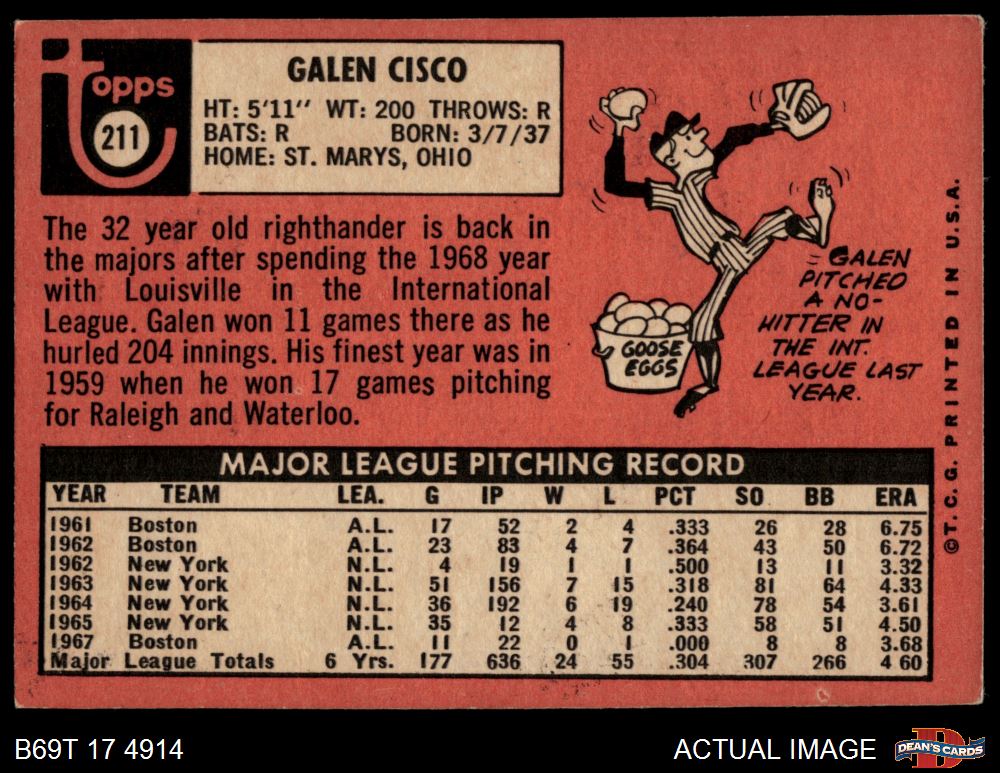 topps
211
GALEN CISCO
HT: 5'11" WT: 200 THROWS: R
BATS: R BORN: 3/7/37
HOME: ST. MARYS, OHIO
The 32 year old righthander is back in
the majors after spending the 1968 year
with Louisville in the International
League. Galen won 11 games there as he
hurled 204 innings. His finest year was in
1959 when he won 17 games pitching
for Raleigh and Waterloo.
GOOSE
EGGS
GALEN
PITCHED
A NO-
HITTER IN
THE INT.
LEAGUE LAST
YEAR.
©T.C.G. PRINTED IN U.S.A.
MAJOR LEAGUE PITCHING RECORD
YEAR TEAM LEA. G IP W L PCT SO BB ERA
1961 Boston A.L. 17 52 2 4 .333 26 28 6.75
1962 Boston A.L. 23 83 4 7 .364 43 50 6.72
1962 New York N.L. 4 19 1 1 .500 13 11 3.32
1963 New York N.L. 51 156 7 15 .318 81 64 4.33
1964 New York N.L. 36 192 6 19 .240 78 54 3.61
1965 New York N.L. 35 112 4 8 .333 58 51 4.50
1967 Boston A.L. 11 22 0 1 .000 8 8 3.68
Major League Totals 6 Yrs. 177 636 24 55 .304 307 266 4 60
B69T 17 4914
ACTUAL IMAGE
D
DEAN'S CARDS